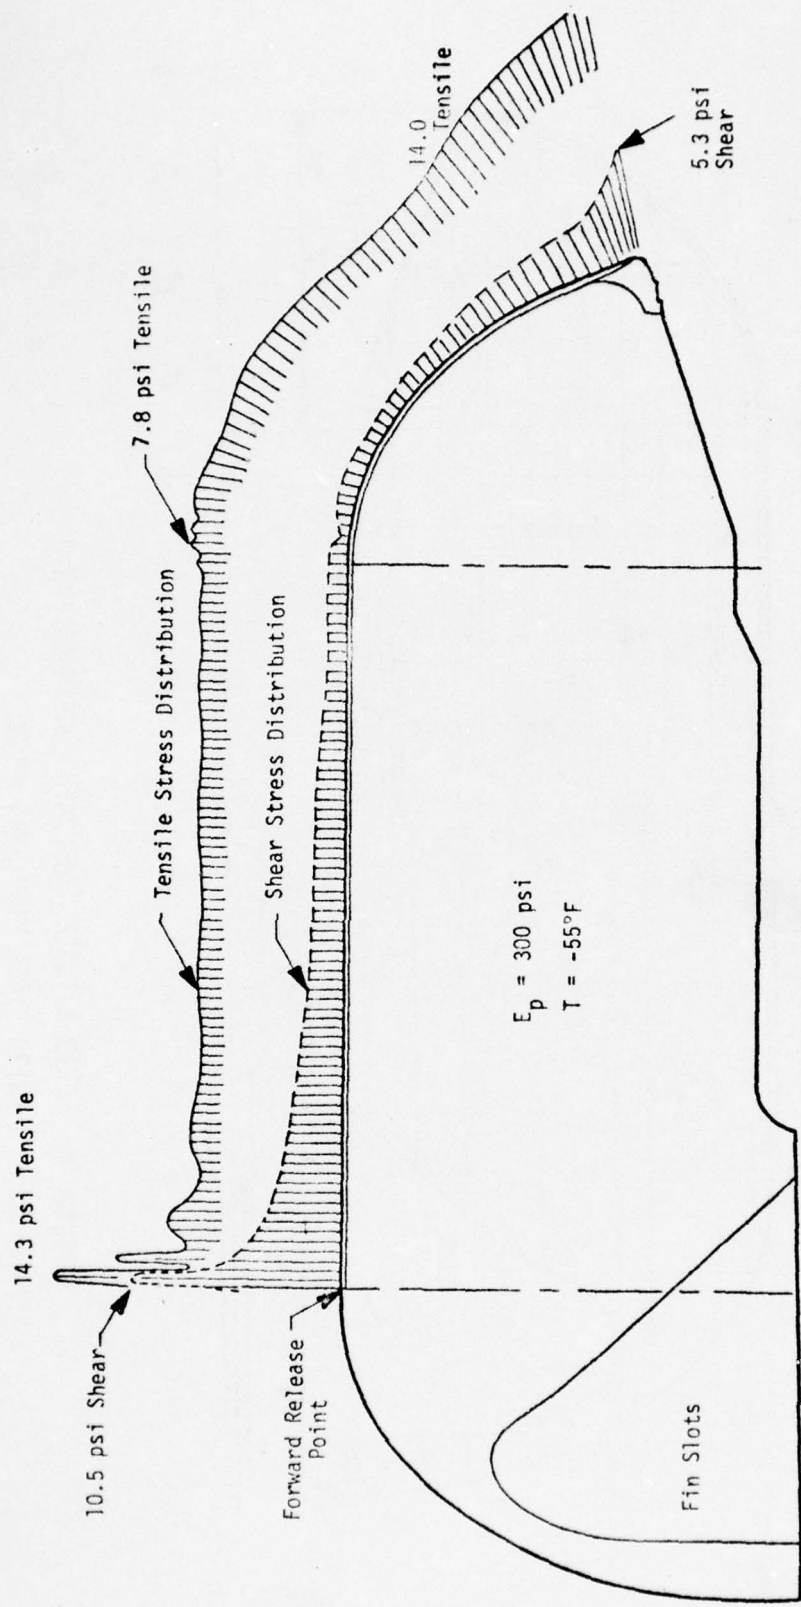 14.3 psi Tensile
10.5 psi Shear
Tensile Stress Distribution
7.8 psi Tensile
14.0
Tensile
Shear Stress Distribution
5.3 psi
Shear
Forward Release
Point
E_p = 300 psi
T = -55°F
Fin Slots